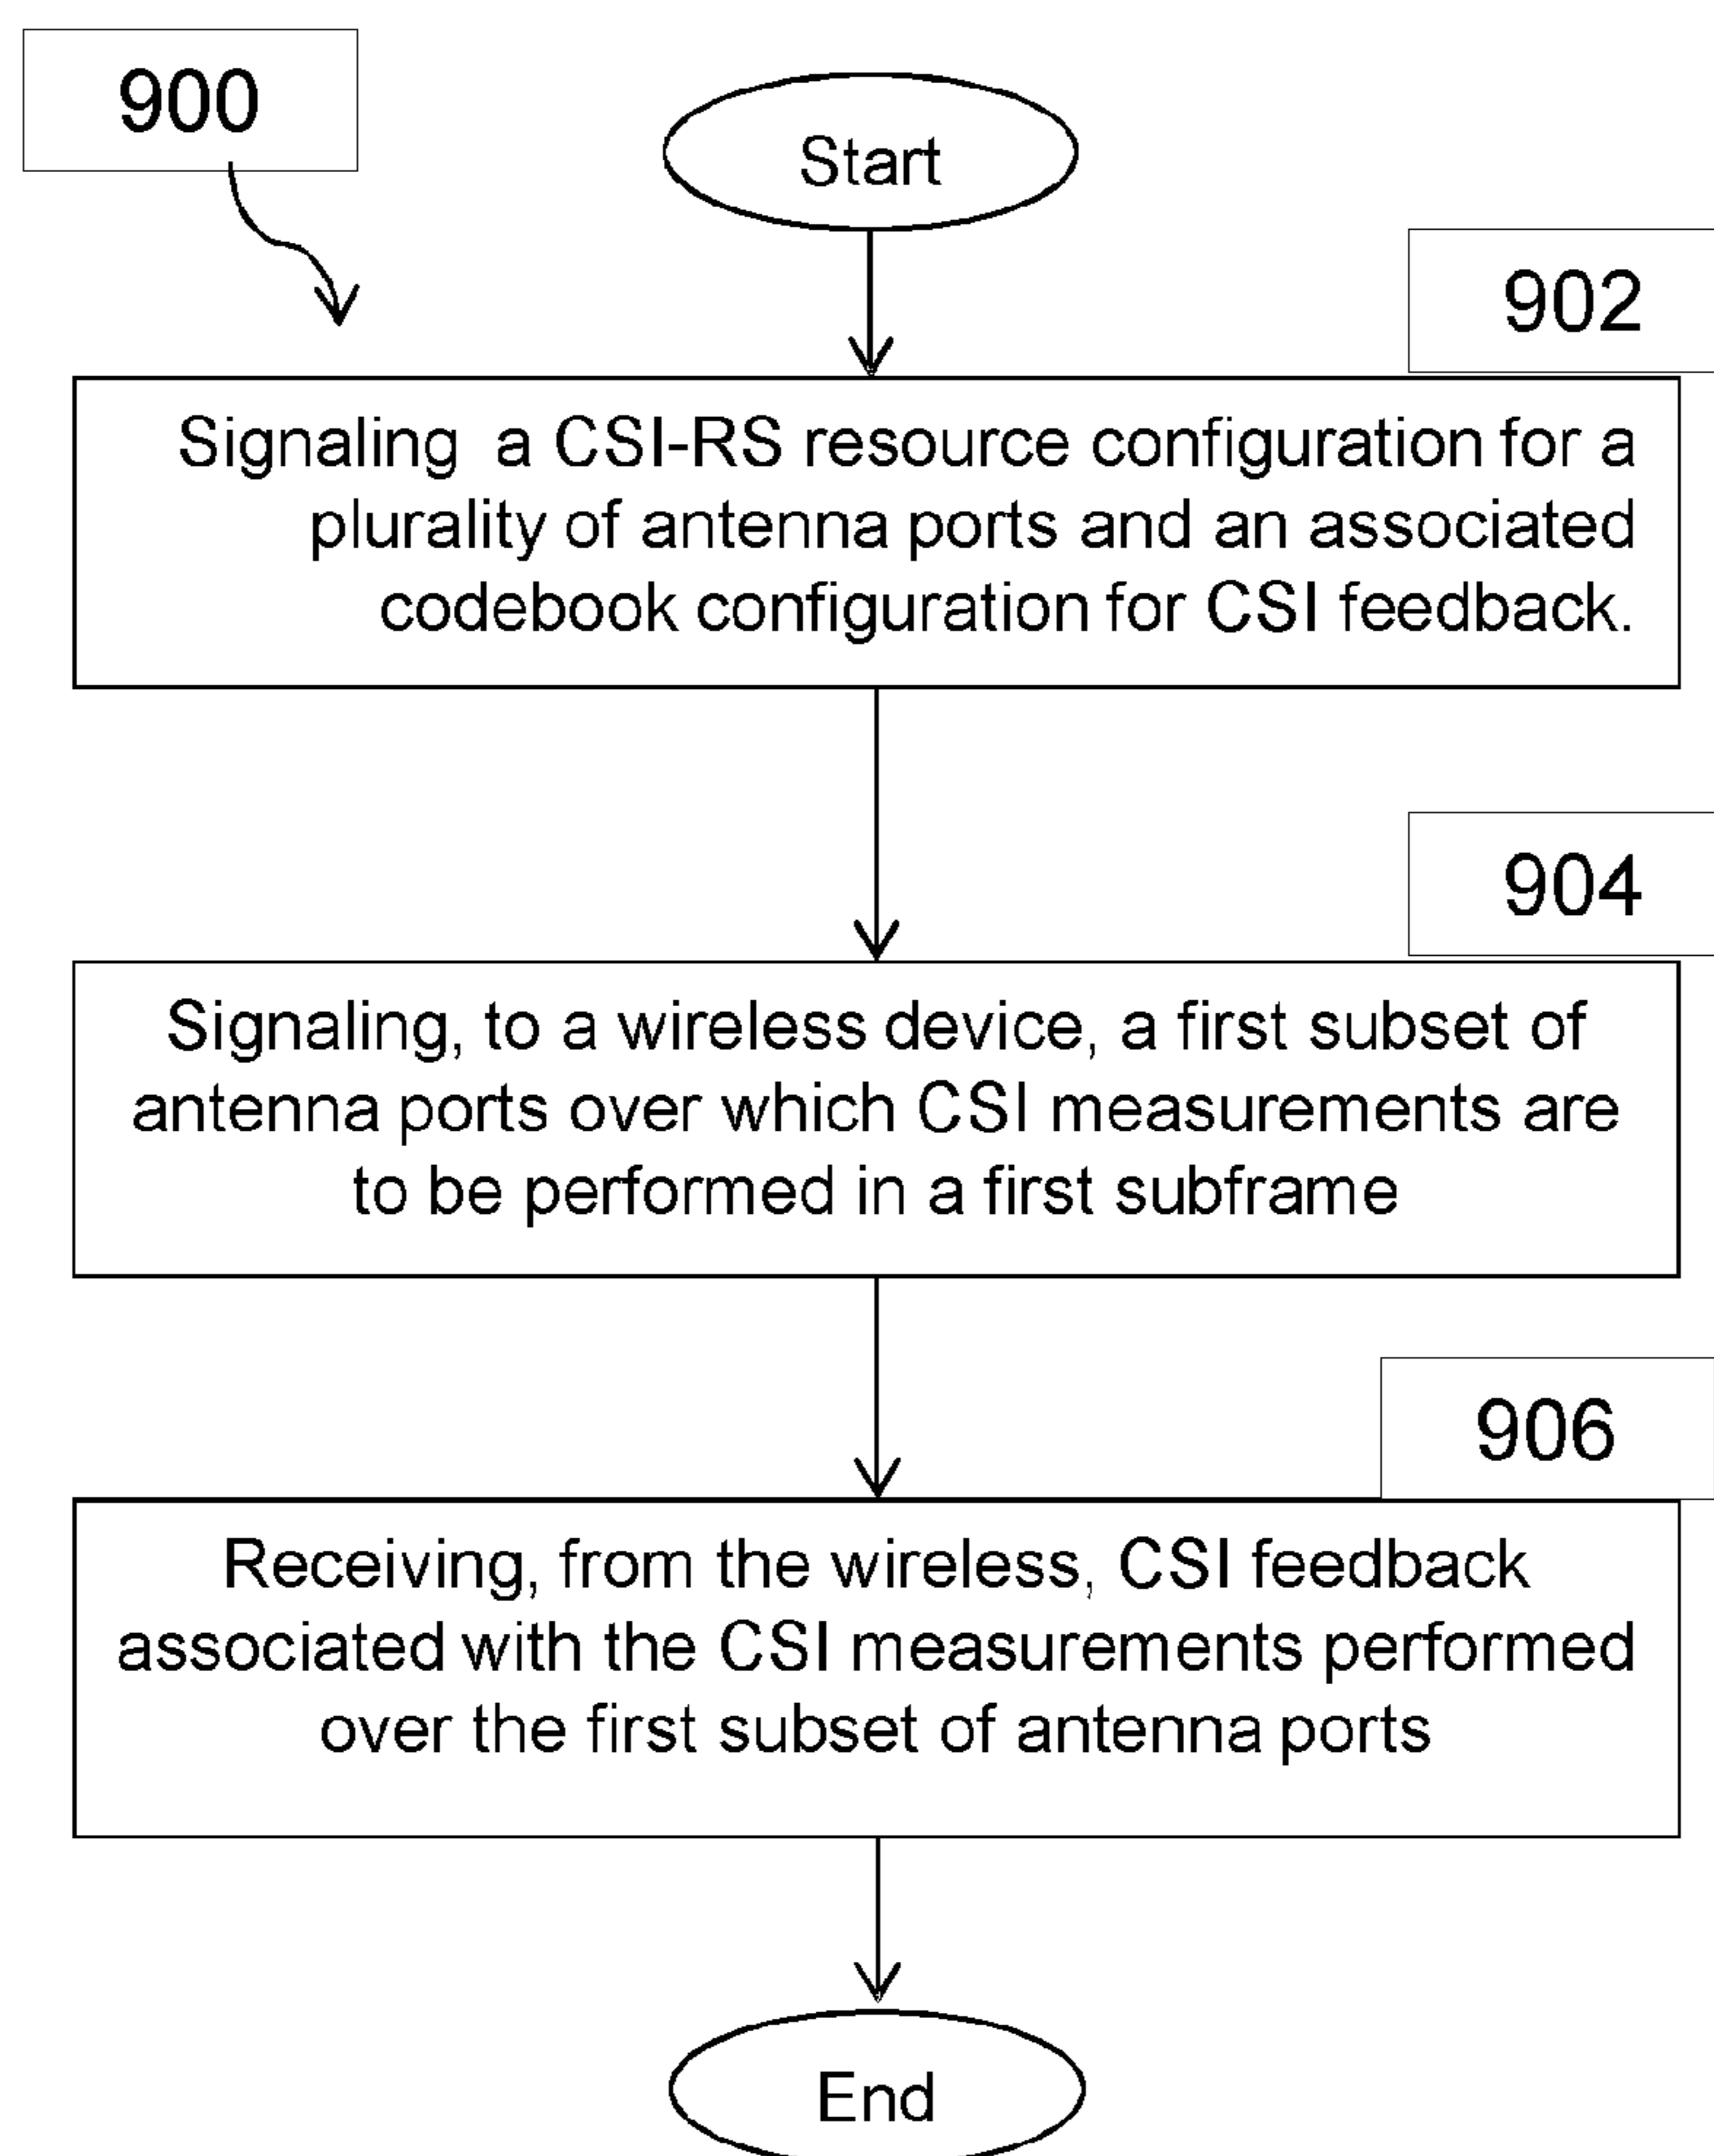 900
Start
902
Signaling a CSI-RS resource configuration for a
plurality of antenna ports and an associated
codebook configuration for CSI feedback.
904
Signaling, to a wireless device, a first subset of
antenna ports over which CSI measurements are
to be performed in a first subframe
906
Receiving, from the wireless, CSI feedback
associated with the CSI measurements performed
over the first subset of antenna ports
End